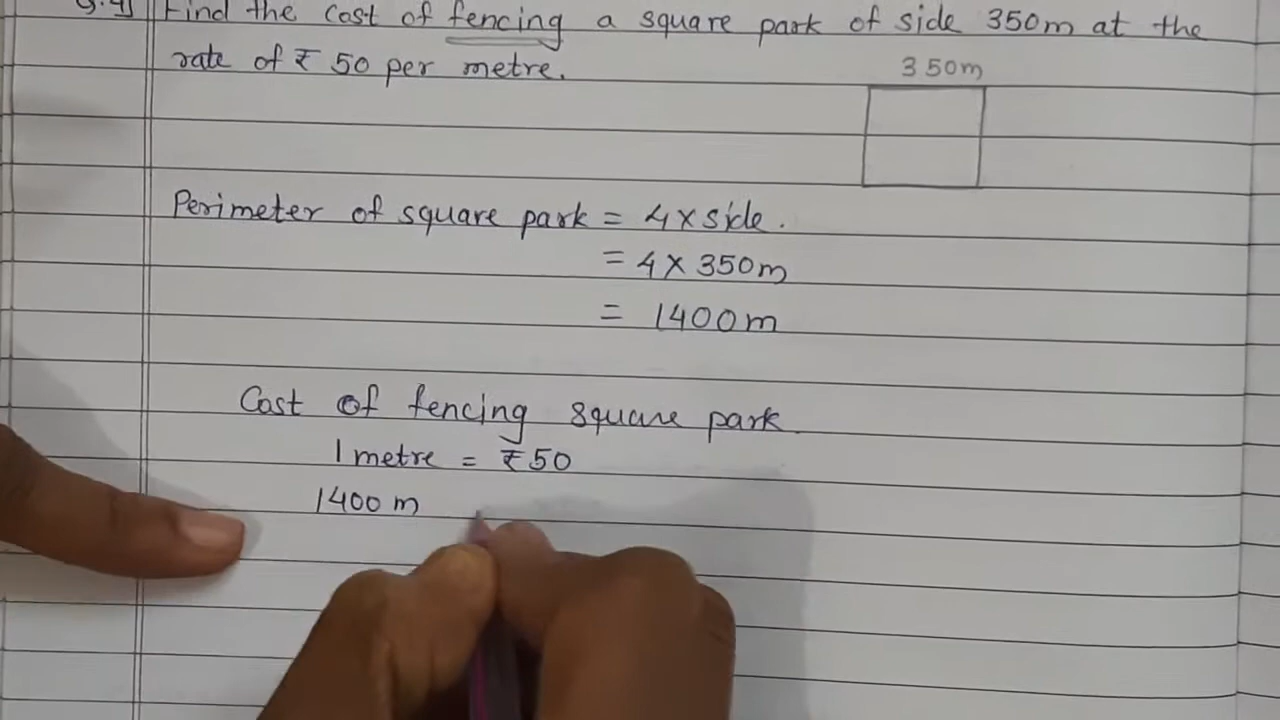 Find the cost of fencing a square park of side 350m at the
rate of ₹ 50 per metre.
350m
Perimeter of square park = 4 x side.
= 4 x 350m
= 1400m
Cost of fencing square park
1 metre = ₹50
1400 m